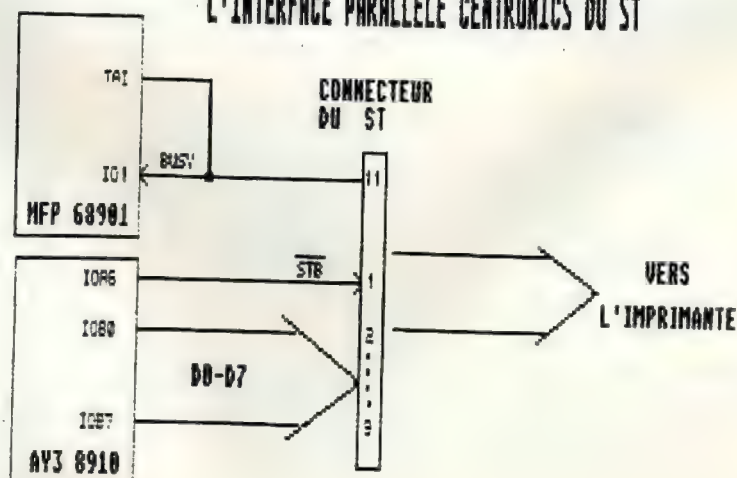 L'INTERFACE PARALLELE CENTRONICS DU ST
TAI
CONNECTEUR
DU ST
BUSY
IO1
11
MFP 68901
IOA6
STB
1
VERS
L'IMPRIMANTE
IOB0
2
D0-D7
IOB7
9
AY3 8910